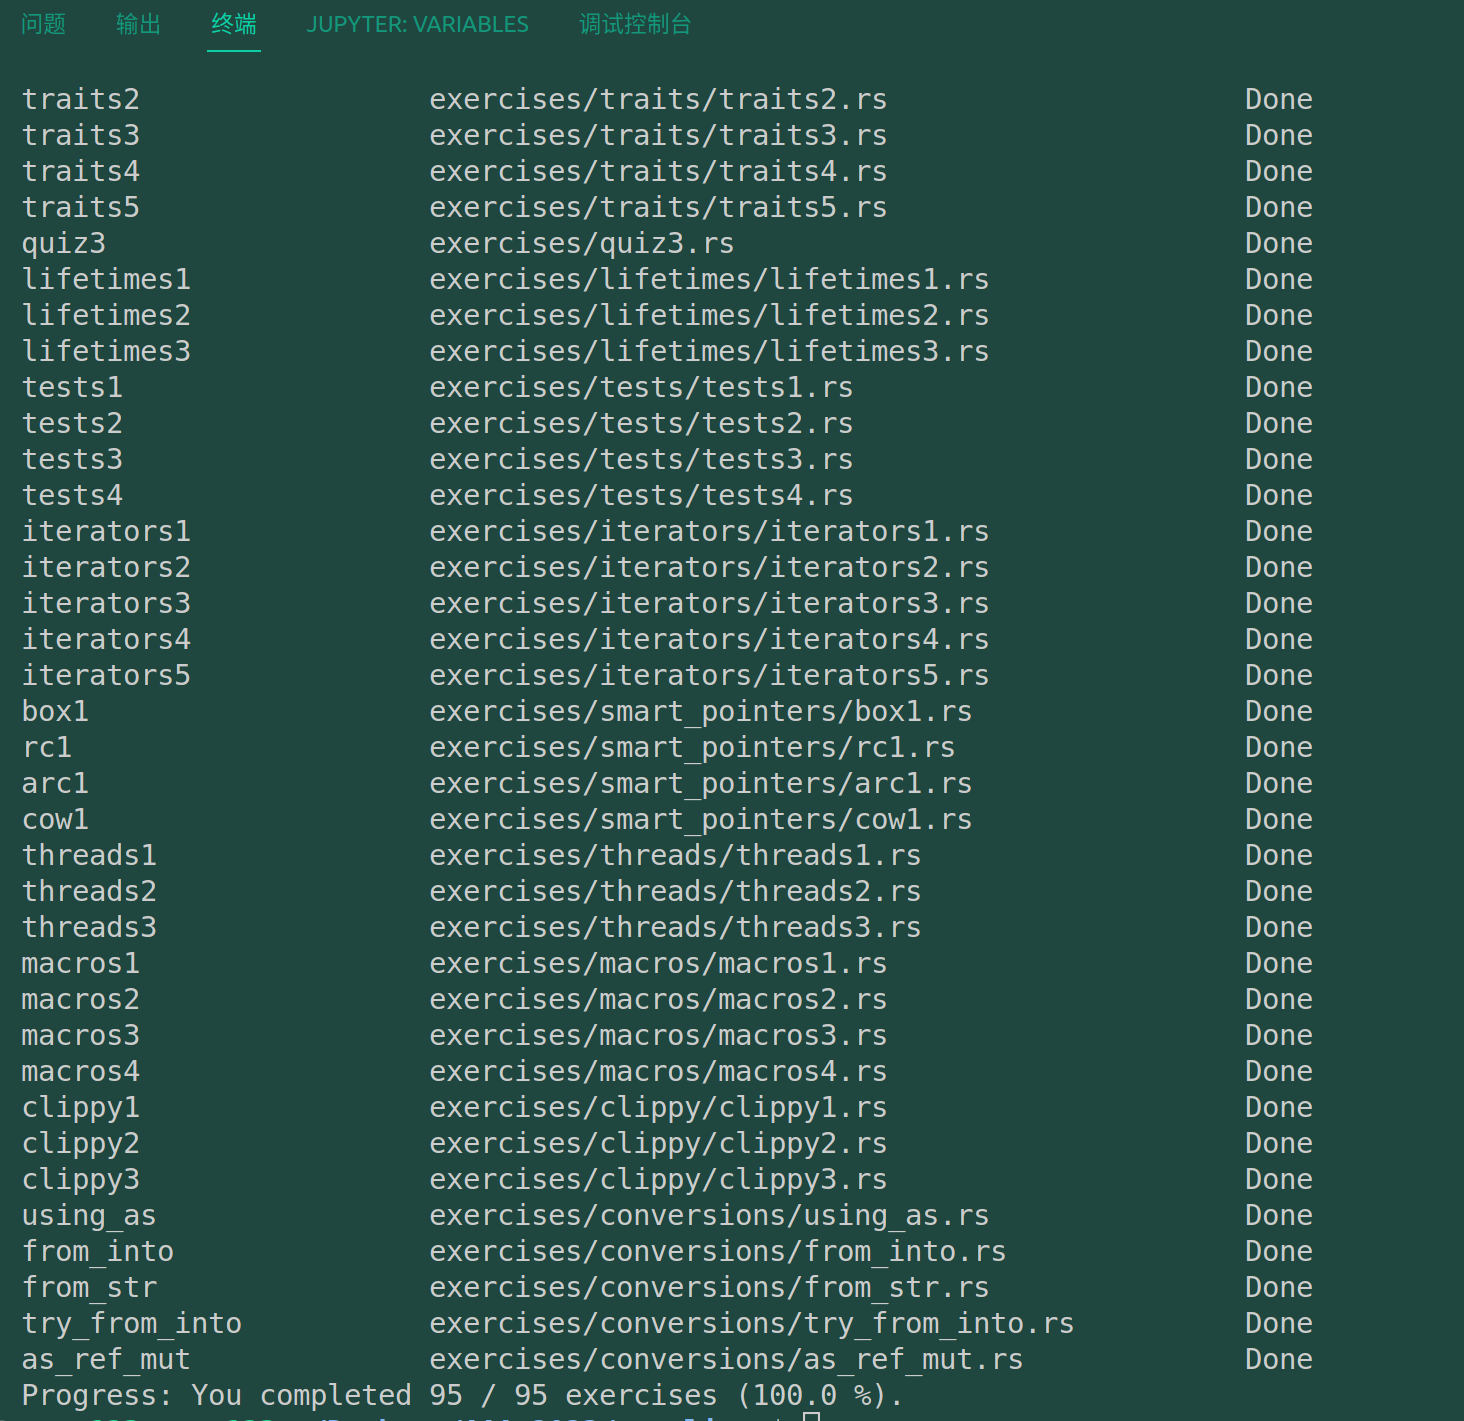 问题 输出 终端 JUPYTER: VARIABLES 调试控制台
traits2 exercises/traits/traits2.rs Done
traits3 exercises/traits/traits3.rs Done
traits4 exercises/traits/traits4.rs Done
traits5 exercises/traits/traits5.rs Done
quiz3 exercises/quiz3.rs Done
lifetimes1 exercises/lifetimes/lifetimes1.rs Done
lifetimes2 exercises/lifetimes/lifetimes2.rs Done
lifetimes3 exercises/lifetimes/lifetimes3.rs Done
tests1 exercises/tests/tests1.rs Done
tests2 exercises/tests/tests2.rs Done
tests3 exercises/tests/tests3.rs Done
tests4 exercises/tests/tests4.rs Done
iterators1 exercises/iterators/iterators1.rs Done
iterators2 exercises/iterators/iterators2.rs Done
iterators3 exercises/iterators/iterators3.rs Done
iterators4 exercises/iterators/iterators4.rs Done
iterators5 exercises/iterators/iterators5.rs Done
box1 exercises/smart_pointers/box1.rs Done
rc1 exercises/smart_pointers/rc1.rs Done
arc1 exercises/smart_pointers/arc1.rs Done
cow1 exercises/smart_pointers/cow1.rs Done
threads1 exercises/threads/threads1.rs Done
threads2 exercises/threads/threads2.rs Done
threads3 exercises/threads/threads3.rs Done
macros1 exercises/macros/macros1.rs Done
macros2 exercises/macros/macros2.rs Done
macros3 exercises/macros/macros3.rs Done
macros4 exercises/macros/macros4.rs Done
clippy1 exercises/clippy/clippy1.rs Done
clippy2 exercises/clippy/clippy2.rs Done
clippy3 exercises/clippy/clippy3.rs Done
using_as exercises/conversions/using_as.rs Done
from_into exercises/conversions/from_into.rs Done
from_str exercises/conversions/from_str.rs Done
try_from_into exercises/conversions/try_from_into.rs Done
as_ref_mut exercises/conversions/as_ref_mut.rs Done
Progress: You completed 95 / 95 exercises (100.0 %).